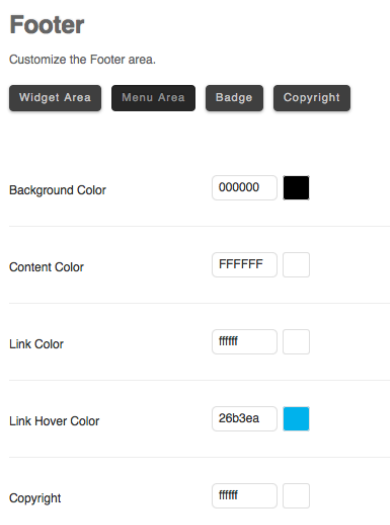 Footer
Customize the Footer area.
Widget Area Menu Area Badge Copyright
Background Color 000000
Content Color FFFFFF
Link Color ffffff
Link Hover Color 26b3ea
Copyright ffffff